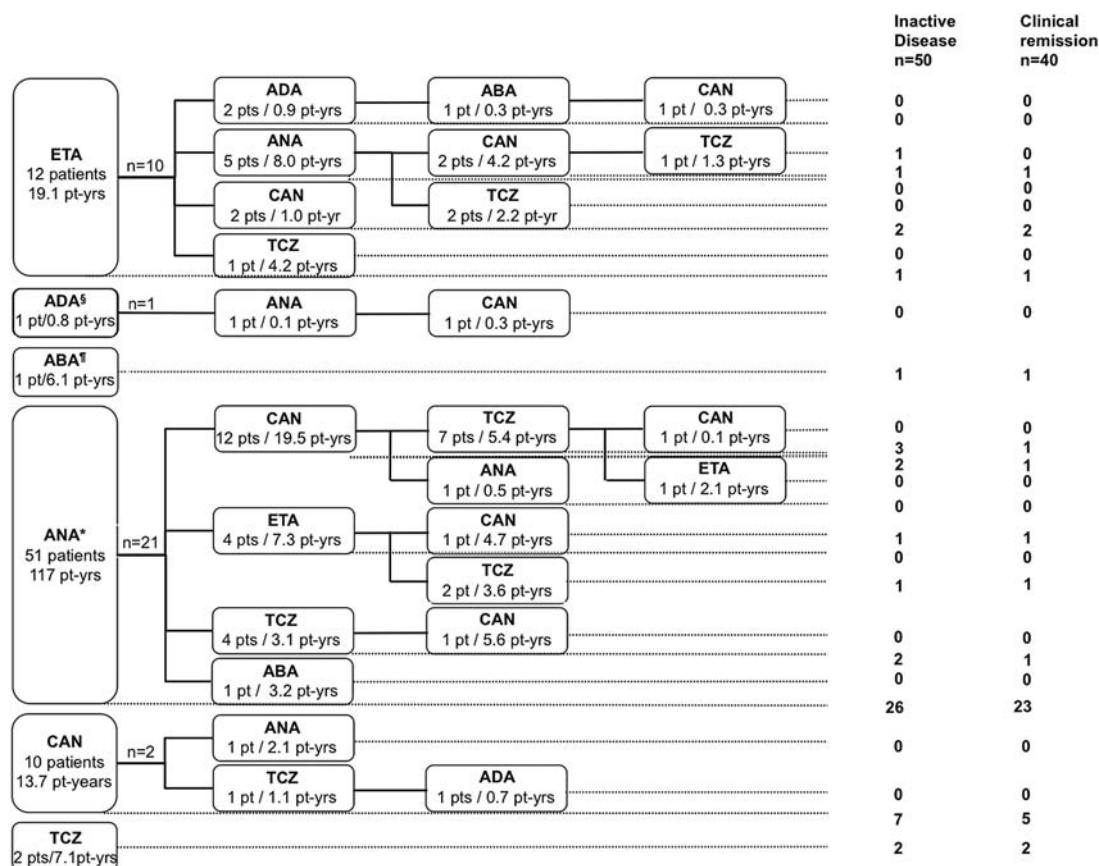 Inactive Disease n=50
Clinical remission n=40
ETA
12 patients
19.1 pt-yrs
n=10
ADA
2 pts / 0.9 pt-yrs
ABA
1 pt / 0.3 pt-yrs
CAN
1 pt / 0.3 pt-yrs
0 0
0 0
ANA
5 pts / 8.0 pt-yrs
CAN
2 pts / 4.2 pt-yrs
TCZ
1 pt / 1.3 pt-yrs
1 0
1 1
0 0
CAN
2 pts / 1.0 pt-yr
TCZ
2 pts / 2.2 pt-yr
0 0
2 2
TCZ
1 pt / 4.2 pt-yrs
0 0
1 1
ADA§
1 pt/0.8 pt-yrs
n=1
ANA
1 pt / 0.1 pt-yrs
CAN
1 pt / 0.3 pt-yrs
0 0
ABA¶
1 pt/6.1 pt-yrs
1 1
ANA*
51 patients
117 pt-yrs
n=21
CAN
12 pts / 19.5 pt-yrs
TCZ
7 pts / 5.4 pt-yrs
CAN
1 pt / 0.1 pt-yrs
0 0
3 1
2 1
ANA
1 pt / 0.5 pt-yrs
ETA
1 pt / 2.1 pt-yrs
0 0
0 0
ETA
4 pts / 7.3 pt-yrs
CAN
1 pt / 4.7 pt-yrs
1 1
0 0
TCZ
2 pt / 3.6 pt-yrs
1 1
TCZ
4 pts / 3.1 pt-yrs
CAN
1 pt / 5.6 pt-yrs
0 0
2 1
ABA
1 pt / 3.2 pt-yrs
0 0
26 23
CAN
10 patients
13.7 pt-years
n=2
ANA
1 pt / 2.1 pt-yrs
0 0
TCZ
1 pt / 1.1 pt-yrs
ADA
1 pts / 0.7 pt-yrs
0 0
7 5
TCZ
2 pts/7.1pt-yrs
2 2